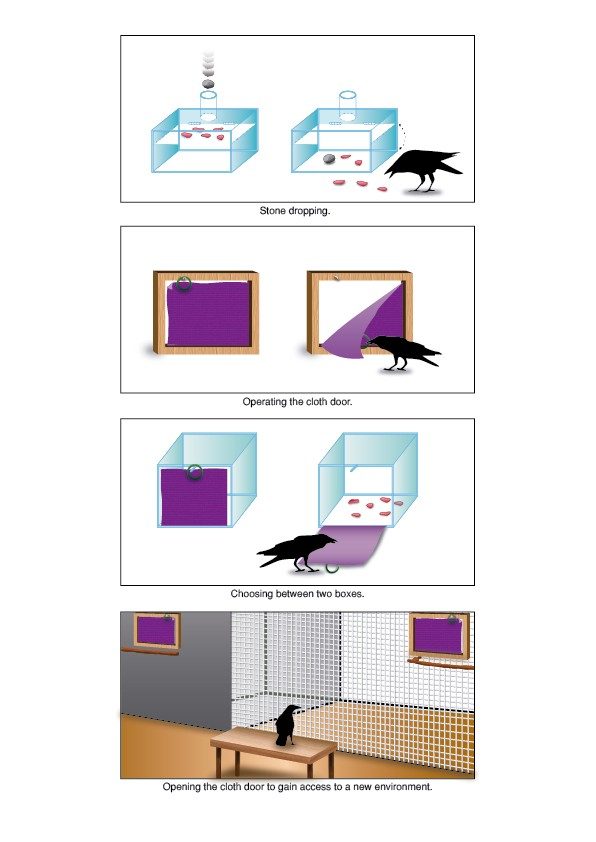 Stone dropping.
Operating the cloth door.
Choosing between two boxes.
Opening the cloth door to gain access to a new environment.